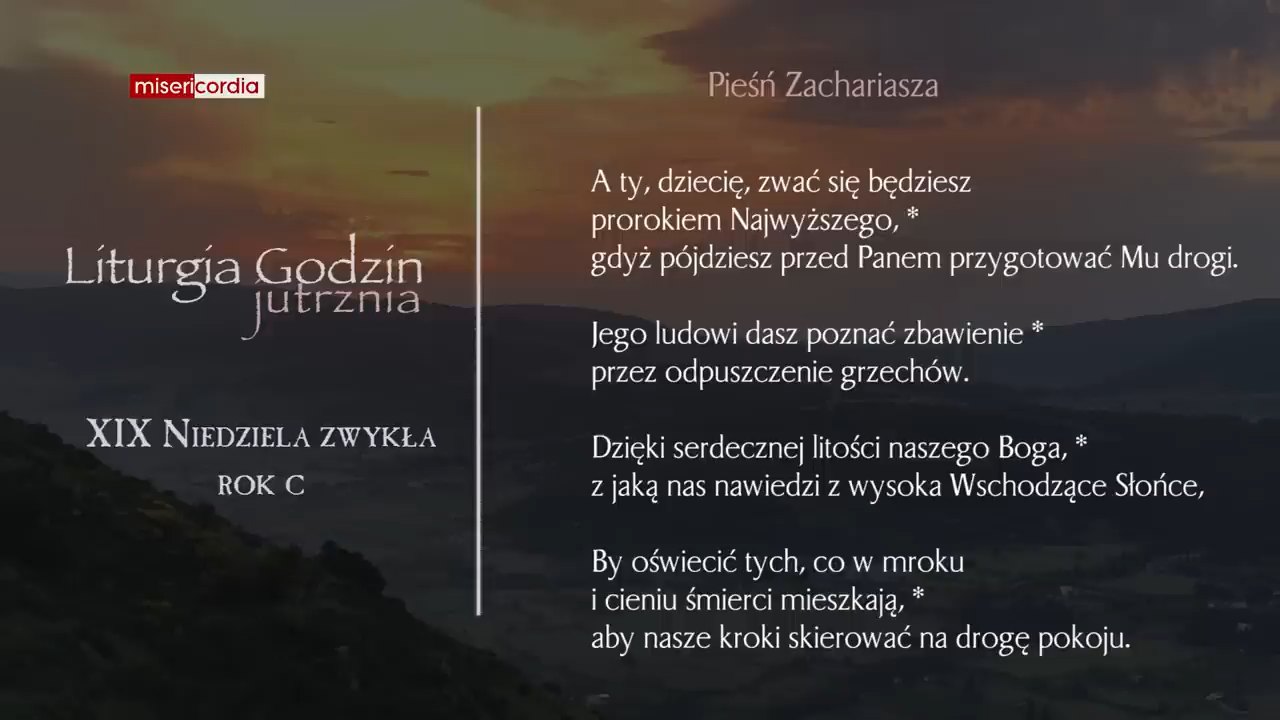 misericordia
Liturgia Godzin
jutrznia
XIX Niedziela zwykła
rok C
Pieśń Zachariasza
A ty, dziecię, zwać się będziesz
prorokiem Najwyższego, *
gdyż pójdziesz przed Panem przygotować Mu drogi.
Jego ludowi dasz poznać zbawienie *
przez odpuszczenie grzechów.
Dzięki serdecznej litości naszego Boga, *
z jaką nas nawiedzi z wysoka Wschodzące Słońce,
By oświecić tych, co w mroku
i cieniu śmierci mieszkają, *
aby nasze kroki skierować na drogę pokoju.